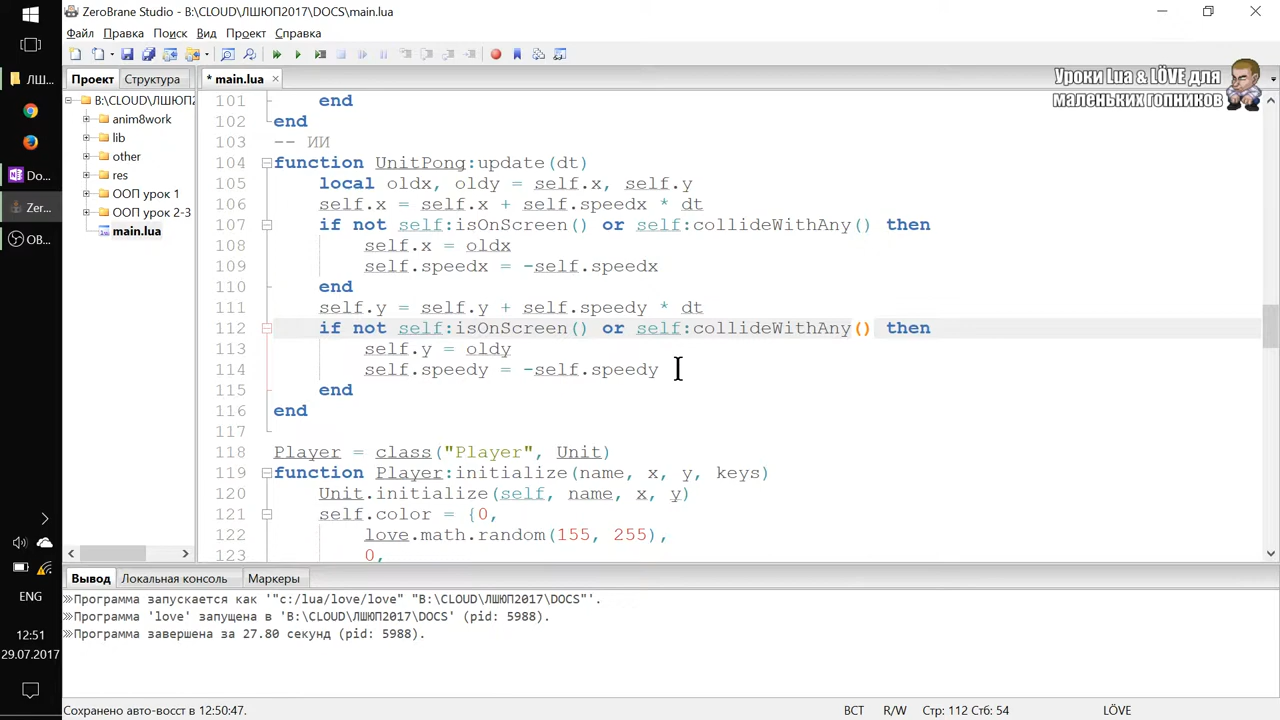 ZeroBrane Studio - B:\CLOUD\ЛШЮП2017\DOCS\main.lua
Файл Правка Поиск Вид Проект Справка
Проект Структура
* main.lua
Уроки Lua & LÖVE для
маленьких гопников
ЛШ...
Do...
Zer...
OB...
ENG
12:51
29.07.2017
B:\CLOUD\ЛШЮП2
anim8work
lib
other
res
ООП урок 1
ООП урок 2-3
main.lua
101 end
102 end
103 -- ИИ
104 function UnitPong:update(dt)
105 local oldx, oldy = self.x, self.y
106 self.x = self.x + self.speedx * dt
107 if not self:isOnScreen() or self:collideWithAny() then
108 self.x = oldx
109 self.speedx = -self.speedx
110 end
111 self.y = self.y + self.speedy * dt
112 if not self:isOnScreen() or self:collideWithAny() then
113 self.y = oldy
114 self.speedy = -self.speedy
115 end
116 end
117
118 Player = class("Player", Unit)
119 function Player:initialize(name, x, y, keys)
120 Unit.initialize(self, name, x, y)
121 self.color = {0,
122 love.math.random(155, 255),
123 0,
Вывод Локальная консоль Маркеры
Программа запускается как '"c:/lua/love/love" "B:\CLOUD\ЛШЮП2017\DOCS"'.
Программа 'love' запущена в 'B:\CLOUD\ЛШЮП2017\DOCS' (pid: 5988).
Программа завершена за 27.80 секунд (pid: 5988).
Сохранено авто-восст в 12:50:47. ВСТ R/W Стр: 112 Стб: 54 LÖVE